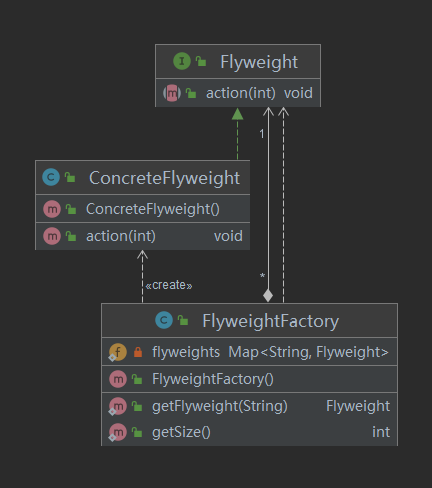 I Flyweight
m action(int) void
1
C ConcreteFlyweight
m ConcreteFlyweight()
m action(int) void
«create»
*
C FlyweightFactory
f flyweights Map<String, Flyweight>
m FlyweightFactory()
m getFlyweight(String) Flyweight
m getSize() int